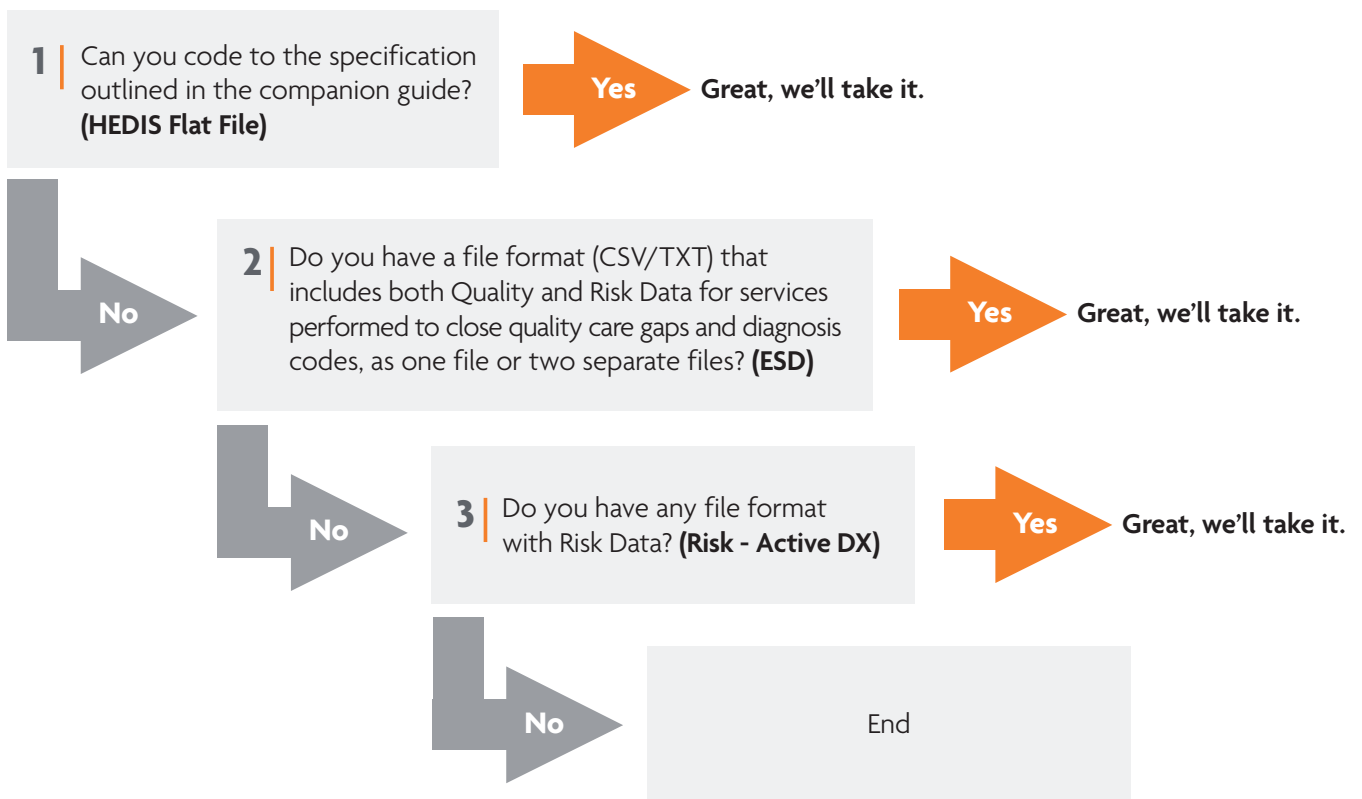 1 Can you code to the specification
outlined in the companion guide?
(HEDIS Flat File)
Yes
Great, we’ll take it.
No
2 Do you have a file format (CSV/TXT) that
includes both Quality and Risk Data for services
performed to close quality care gaps and diagnosis
codes, as one file or two separate files? (ESD)
Yes
Great, we’ll take it.
No
3 Do you have any file format
with Risk Data? (Risk - Active DX)
Yes
Great, we’ll take it.
No
End